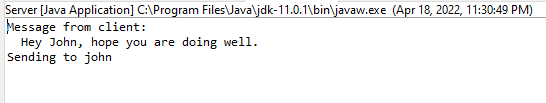 Server [Java Application] C:\Program Files\Java\jdk-11.0.1\bin\javaw.exe (Apr 18, 2022, 11:30:49 PM)
Message from client:
  Hey John, hope you are doing well.
Sending to john